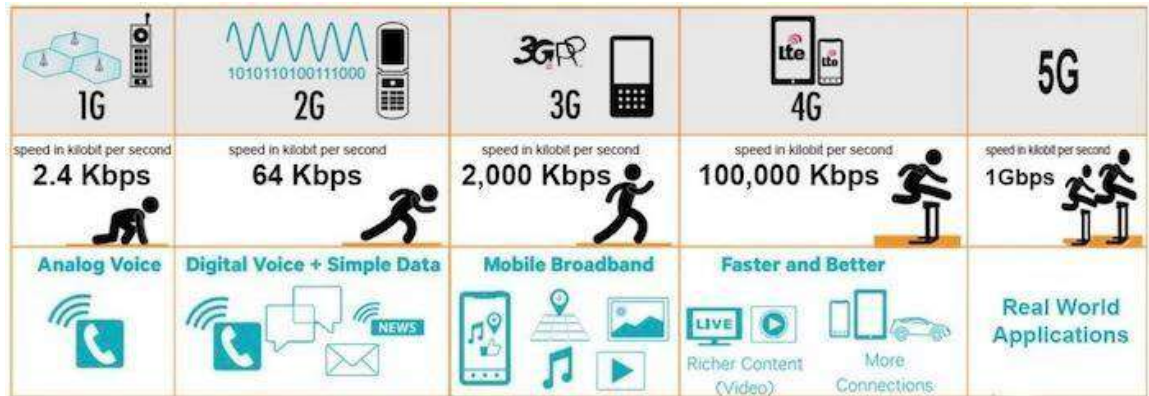 1010110100111000
3GPP
Lte
Lte
1G
2G
3G
4G
5G
speed in kilobit per second
2.4 Kbps
speed in kilobit per second
64 Kbps
speed in kilobit per second
2,000 Kbps
speed in kilobit per second
100,000 Kbps
speed in kilobit per second
1Gbps
Analog Voice
Digital Voice + Simple Data
NEWS
Mobile Broadband
Faster and Better
LIVE
Richer Content
(Video)
More
Connections
Real World
Applications